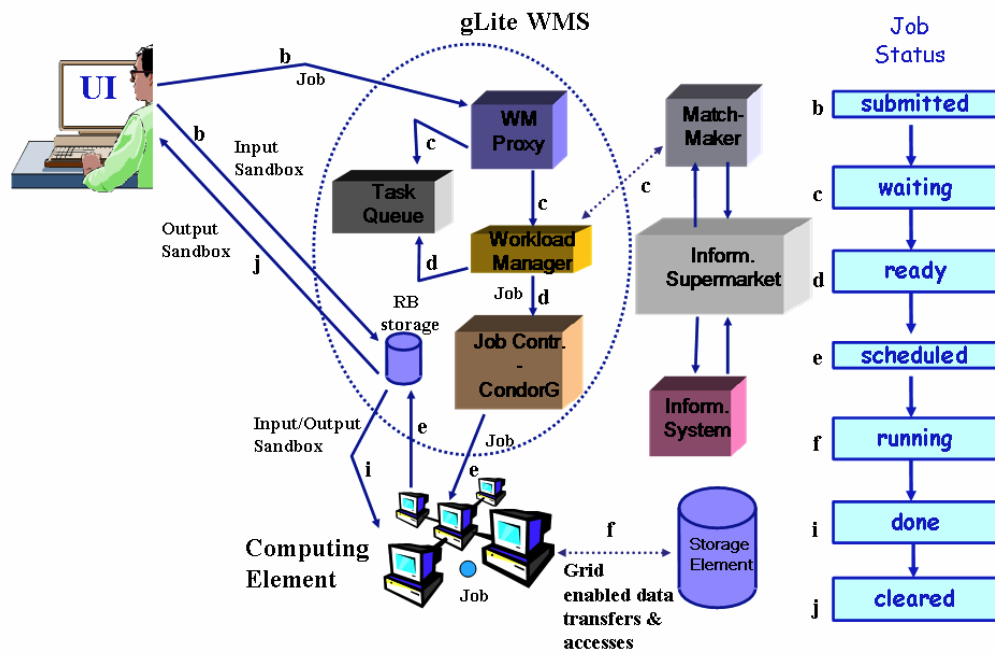 gLite WMS
Job
Status
UI
b
Job
b
Input
Sandbox
Output
Sandbox
j
WM
Proxy
c
Task
Queue
c
Workload
Manager
d
Job
d
RB
storage
Job Contr.
-
CondorG
Match-
Maker
c
Inform.
Supermarket
Inform.
System
Input/Output
Sandbox
i
e
Job
e
Computing
Element
Job
f
Grid
enabled data
transfers &
accesses
Storage
Element
b
submitted
c
waiting
d
ready
e
scheduled
f
running
i
done
j
cleared